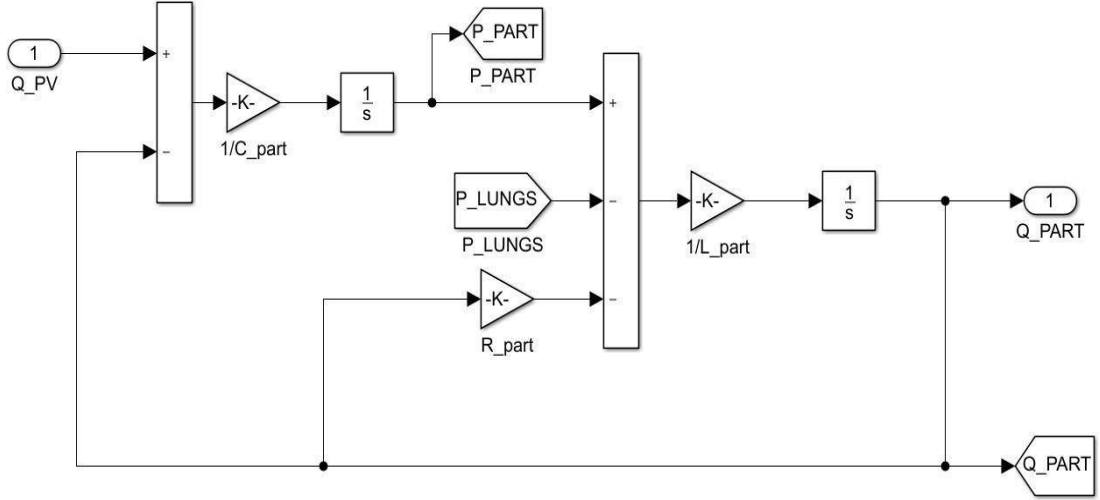 P_PART
P_PART
1
Q_PV
+
−
-K-
1/C_part
1
s
+
−
−
P_LUNGS
P_LUNGS
-K-
R_part
-K-
1/L_part
1
s
1
Q_PART
Q_PART